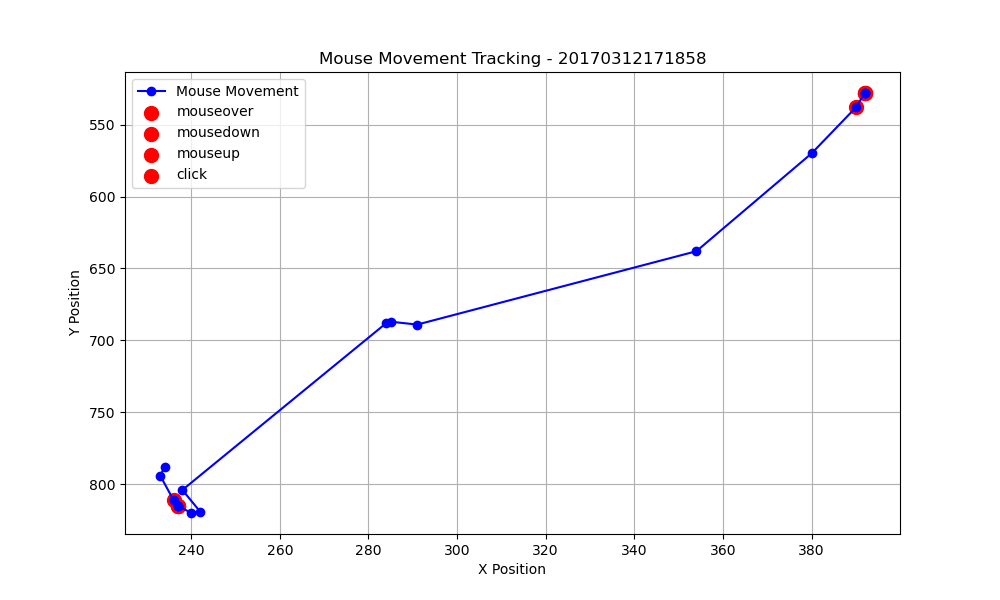 Mouse Movement Tracking - 20170312171858
Mouse Movement
mouseover
mousedown
mouseup
click
550
600
650
700
750
800
Y Position
240 260 280 300 320 340 360 380
X Position